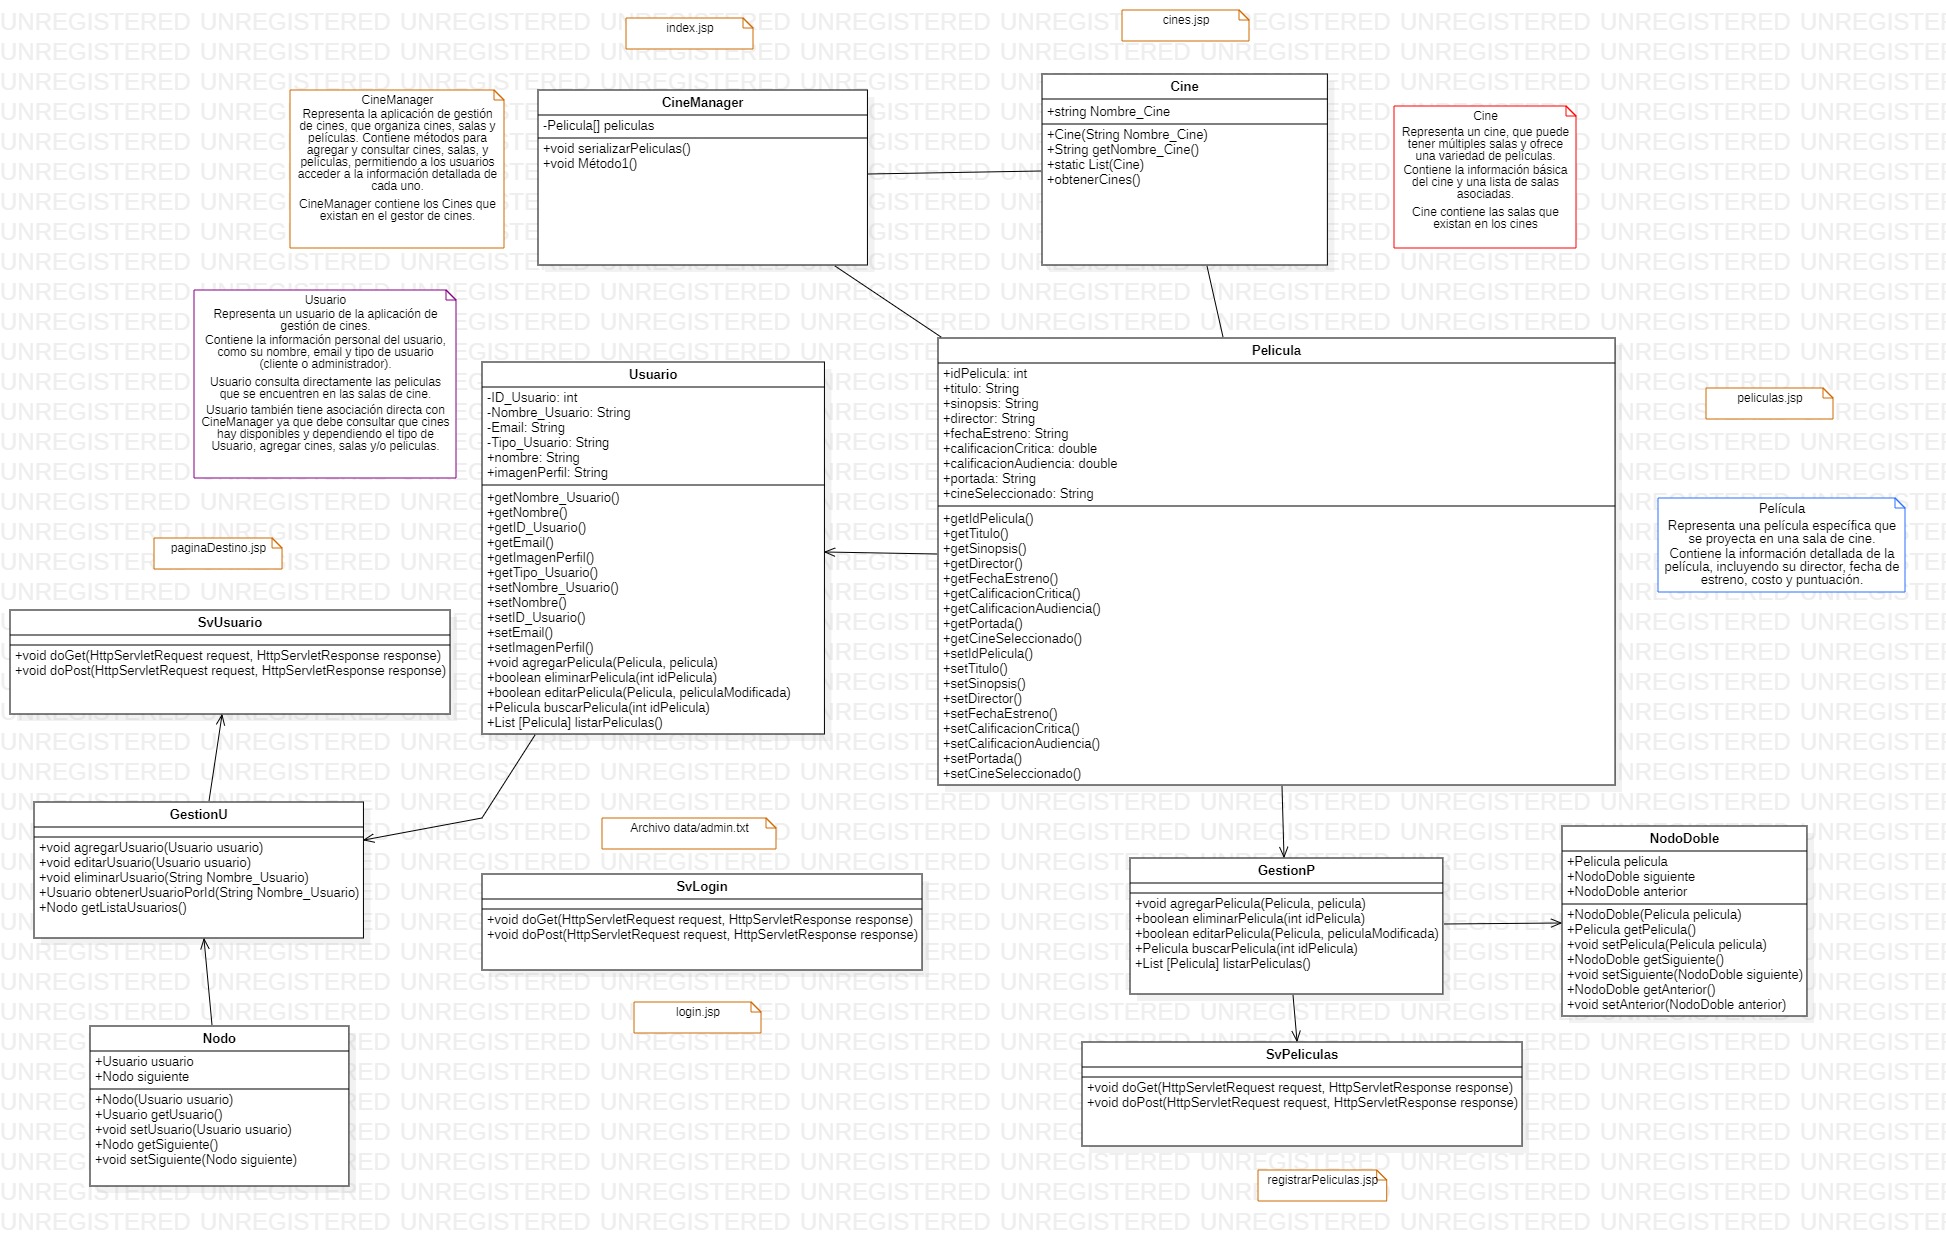 index.jsp
cines.jsp
CineManager
Representa la aplicación de gestión
de cines, que organiza cines, salas y
películas. Contiene métodos para
agregar y consultar cines, salas, y
películas, permitiendo a los usuarios
acceder a la información detallada de
cada uno.
CineManager contiene los Cines que
existan en el gestor de cines.
CineManager
-Pelicula[] peliculas
+void serializarPeliculas()
+void Método1()
Cine
+string Nombre_Cine
+Cine(String Nombre_Cine)
+String getNombre_Cine()
+static List(Cine)
+obtenerCines()
Cine
Representa un cine, que puede
tener múltiples salas y ofrece
una variedad de películas.
Contiene la información básica
del cine y una lista de salas
asociadas.
Cine contiene las salas que
existan en los cines
Usuario
Representa un usuario de la aplicación de
gestión de cines.
Contiene la información personal del usuario,
como su nombre, email y tipo de usuario
(cliente o administrador).
Usuario consulta directamente las peliculas
que se encuentren en las salas de cine.
Usuario también tiene asociación directa con
CineManager ya que debe consultar que cines
hay disponibles y dependiendo el tipo de
Usuario, agregar cines, salas y/o peliculas.
Usuario
-ID_Usuario: int
-Nombre_Usuario: String
-Email: String
-Tipo_Usuario: String
+nombre: String
+imagenPerfil: String
+getNombre_Usuario()
+getNombre()
+getID_Usuario()
+getEmail()
+getImagenPerfil()
+getTipo_Usuario()
+setNombre_Usuario()
+setNombre()
+setID_Usuario()
+setEmail()
+setImagenPerfil()
+void agregarPelicula(Pelicula, pelicula)
+boolean eliminarPelicula(int idPelicula)
+boolean editarPelicula(Pelicula, peliculaModificada)
+Pelicula buscarPelicula(int idPelicula)
+List [Pelicula] listarPeliculas()
Pelicula
+idPelicula: int
+titulo: String
+sinopsis: String
+director: String
+fechaEstreno: String
+calificacionCritica: double
+calificacionAudiencia: double
+portada: String
+cineSeleccionado: String
+getIdPelicula()
+getTitulo()
+getSinopsis()
+getDirector()
+getFechaEstreno()
+getCalificacionCritica()
+getCalificacionAudiencia()
+getPortada()
+getCineSeleccionado()
+setIdPelicula()
+setTitulo()
+setSinopsis()
+setDirector()
+setFechaEstreno()
+setCalificacionCritica()
+setCalificacionAudiencia()
+setPortada()
+setCineSeleccionado()
peliculas.jsp
Película
Representa una película específica que
se proyecta en una sala de cine.
Contiene la información detallada de la
película, incluyendo su director, fecha de
estreno, costo y puntuación.
paginaDestino.jsp
SvUsuario
+void doGet(HttpServletRequest request, HttpServletResponse response)
+void doPost(HttpServletRequest request, HttpServletResponse response)
GestionU
+void agregarUsuario(Usuario usuario)
+void editarUsuario(Usuario usuario)
+void eliminarUsuario(String Nombre_Usuario)
+Usuario obtenerUsuarioPorId(String Nombre_Usuario)
+Nodo getListaUsuarios()
Archivo data/admin.txt
SvLogin
+void doGet(HttpServletRequest request, HttpServletResponse response)
+void doPost(HttpServletRequest request, HttpServletResponse response)
login.jsp
Nodo
+Usuario usuario
+Nodo siguiente
+Nodo(Usuario usuario)
+Usuario getUsuario()
+void setUsuario(Usuario usuario)
+Nodo getSiguiente()
+void setSiguiente(Nodo siguiente)
GestionP
+void agregarPelicula(Pelicula, pelicula)
+boolean eliminarPelicula(int idPelicula)
+boolean editarPelicula(Pelicula, peliculaModificada)
+Pelicula buscarPelicula(int idPelicula)
+List [Pelicula] listarPeliculas()
NodoDoble
+Pelicula pelicula
+NodoDoble siguiente
+NodoDoble anterior
+NodoDoble(Pelicula pelicula)
+Pelicula getPelicula()
+void setPelicula(Pelicula pelicula)
+NodoDoble getSiguiente()
+void setSiguiente(NodoDoble siguiente)
+NodoDoble getAnterior()
+void setAnterior(NodoDoble anterior)
SvPeliculas
+void doGet(HttpServletRequest request, HttpServletResponse response)
+void doPost(HttpServletRequest request, HttpServletResponse response)
registrarPeliculas.jsp
UNREGISTERED